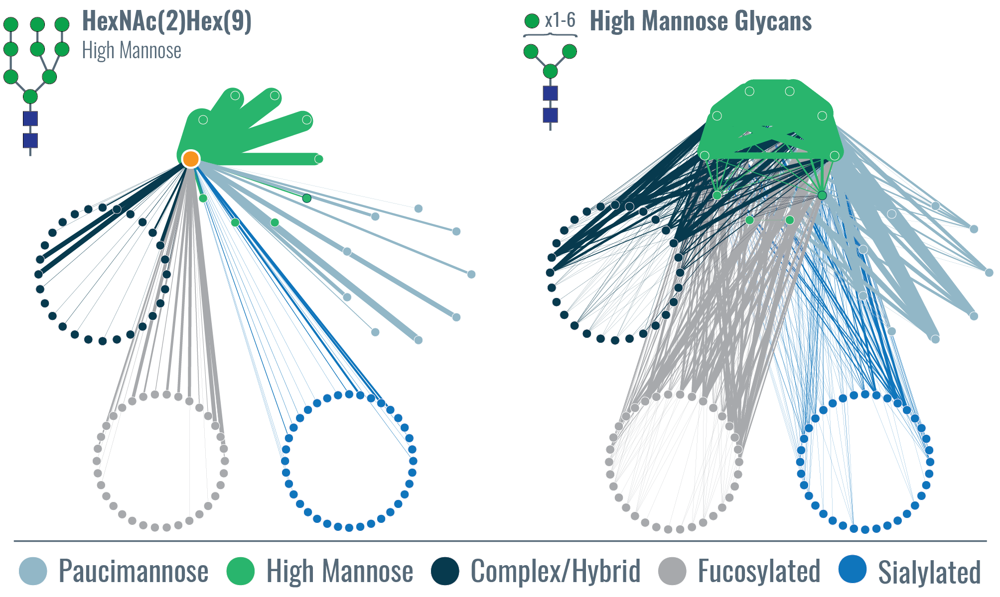 HexNAc(2)Hex(9)
High Mannose
x1-6
High Mannose Glycans
Paucimannose
High Mannose
Complex/Hybrid
Fucosylated
Sialylated